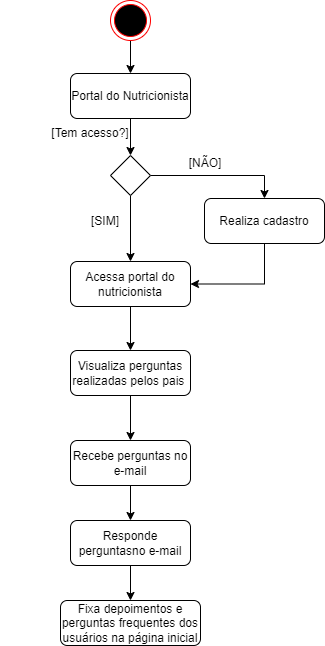 Portal do Nutricionista
[Tem acesso?]
[NÃO]
[SIM]
Realiza cadastro
Acessa portal do
nutricionista
Visualiza perguntas
realizadas pelos pais
Recebe perguntas no
e-mail
Responde
perguntasno e-mail
Fixa depoimentos e
perguntas frequentes dos
usuários na página inicial